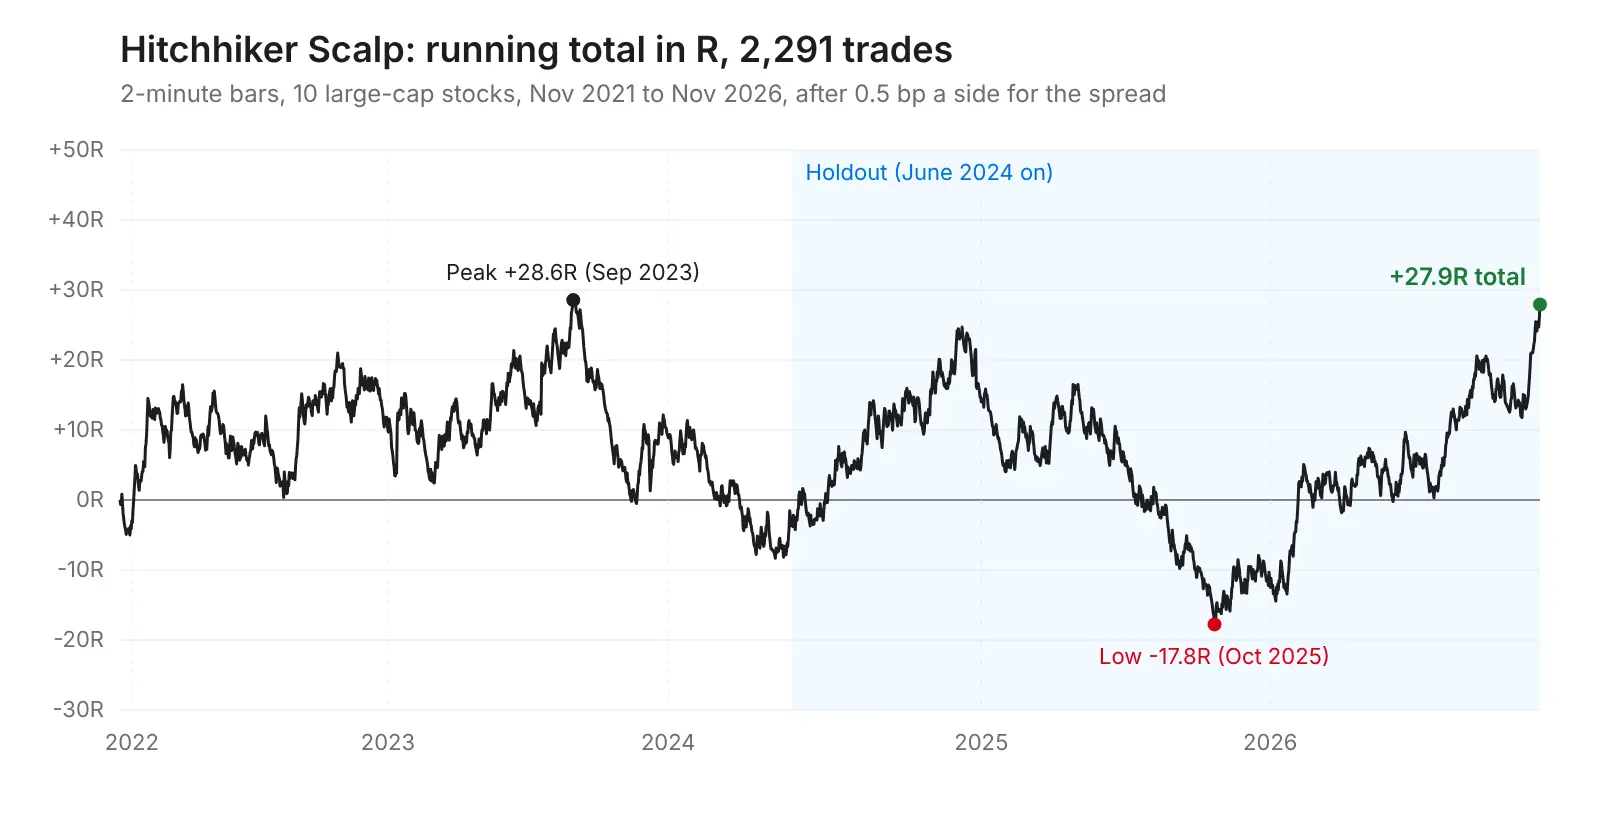 Hitchhiker Scalp: running total in R, 2,291 trades
2-minute bars, 10 large-cap stocks, Nov 2021 to Nov 2026, after 0.5 bp a side for the spread
+50R
Holdout (June 2024 on)
+40R
Peak +28.6R (Sep 2023)
+27.9R total
+30R
+20R
+10R
0R
-10R
-20R
Low -17.8R (Oct 2025)
-30R
2022 2023 2024 2025 2026